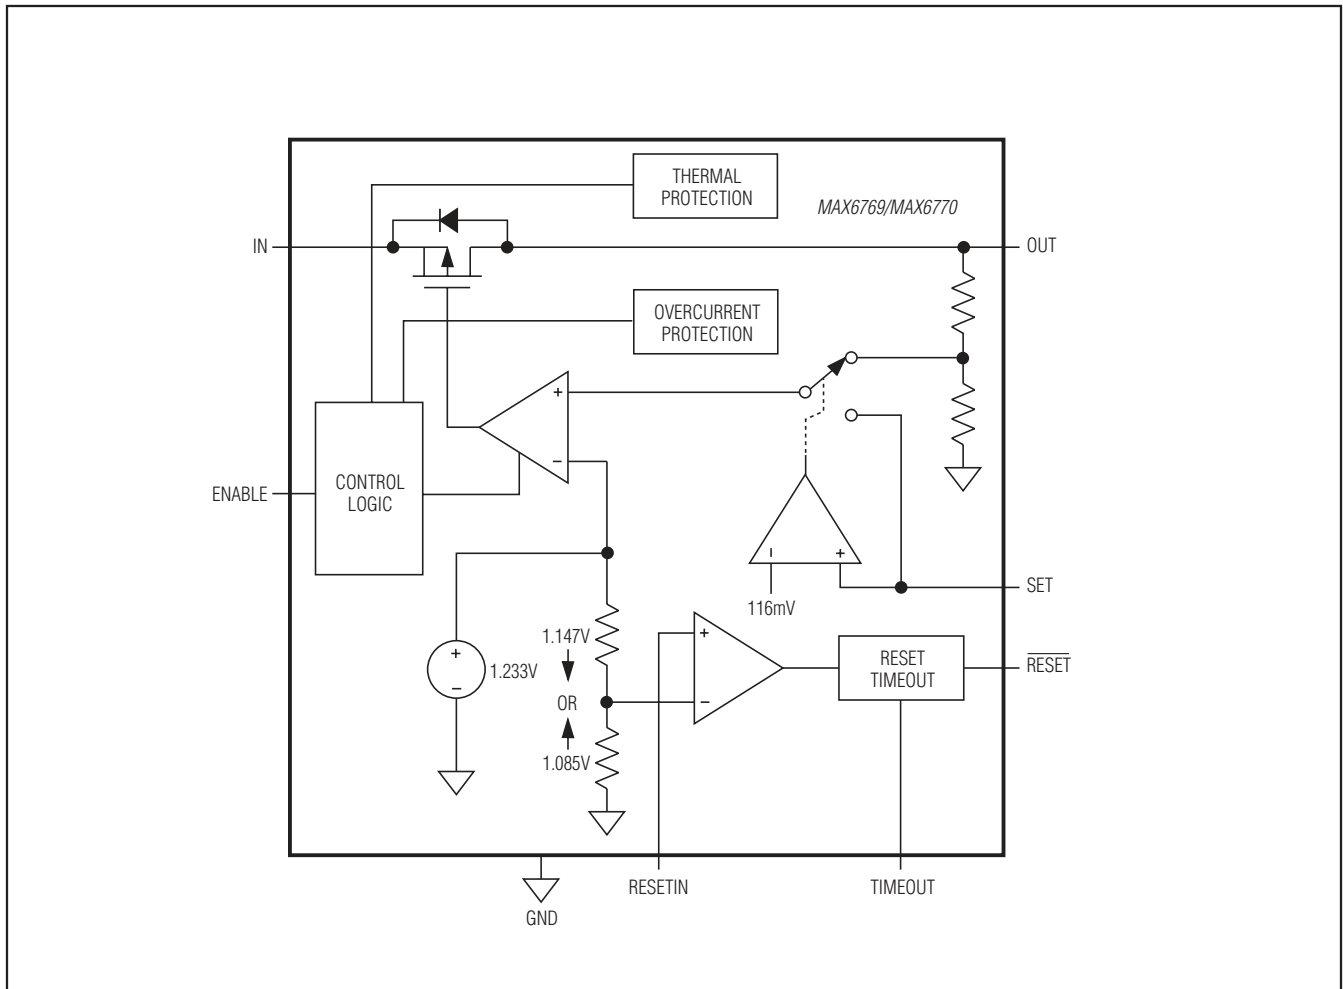 THERMAL
PROTECTION
MAX6769/MAX6770
IN
OUT
OVERCURRENT
PROTECTION
+
−
CONTROL
LOGIC
ENABLE
− +
116mV
SET
1.147V
+
−
1.233V
OR
1.085V
+
−
RESET
TIMEOUT
R̅E̅S̅E̅T̅
RESETIN
TIMEOUT
GND